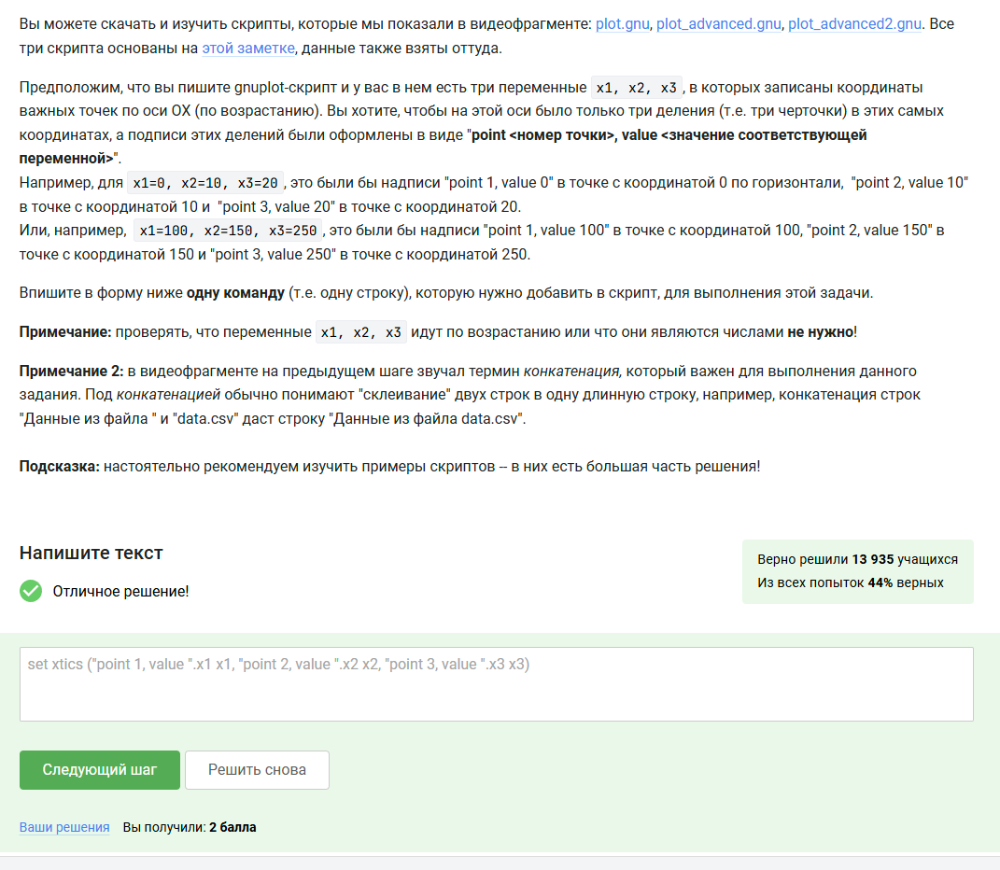 Вы можете скачать и изучить скрипты, которые мы показали в видеофрагменте: plot.gnu, plot_advanced.gnu, plot_advanced2.gnu. Все
три скрипта основаны на этой заметке, данные также взяты оттуда.
Предположим, что вы пишите gnuplot-скрипт и у вас в нем есть три переменные x1, x2, x3, в которых записаны координаты
важных точек по оси OX (по возрастанию). Вы хотите, чтобы на этой оси было только три деления (т.е. три черточки) в этих самых
координатах, а подписи этих делений были оформлены в виде "point <номер точки>, value <значение соответствующей
переменной>".
Например, для x1=0, x2=10, x3=20, это были бы надписи "point 1, value 0" в точке с координатой 0 по горизонтали, "point 2, value 10"
в точке с координатой 10 и "point 3, value 20" в точке с координатой 20.
Или, например, x1=100, x2=150, x3=250, это были бы надписи "point 1, value 100" в точке с координатой 100, "point 2, value 150" в
точке с координатой 150 и "point 3, value 250" в точке с координатой 250.
Впишите в форму ниже одну команду (т.е. одну строку), которую нужно добавить в скрипт, для выполнения этой задачи.
Примечание: проверять, что переменные x1, x2, x3 идут по возрастанию или что они являются числами не нужно!
Примечание 2: в видеофрагменте на предыдущем шаге звучал термин конкатенация, который важен для выполнения данного
задания. Под конкатенацией обычно понимают "склеивание" двух строк в одну длинную строку, например, конкатенация строк
"Данные из файла " и "data.csv" даст строку "Данные из файла data.csv".
Подсказка: настоятельно рекомендуем изучить примеры скриптов -- в них есть большая часть решения!
Напишите текст
Верно решили 13 935 учащихся
Из всех попыток 44% верных
Отличное решение!
set xtics ("point 1, value ".x1 x1, "point 2, value ".x2 x2, "point 3, value ".x3 x3)
Следующий шаг
Решить снова
Ваши решения Вы получили: 2 балла